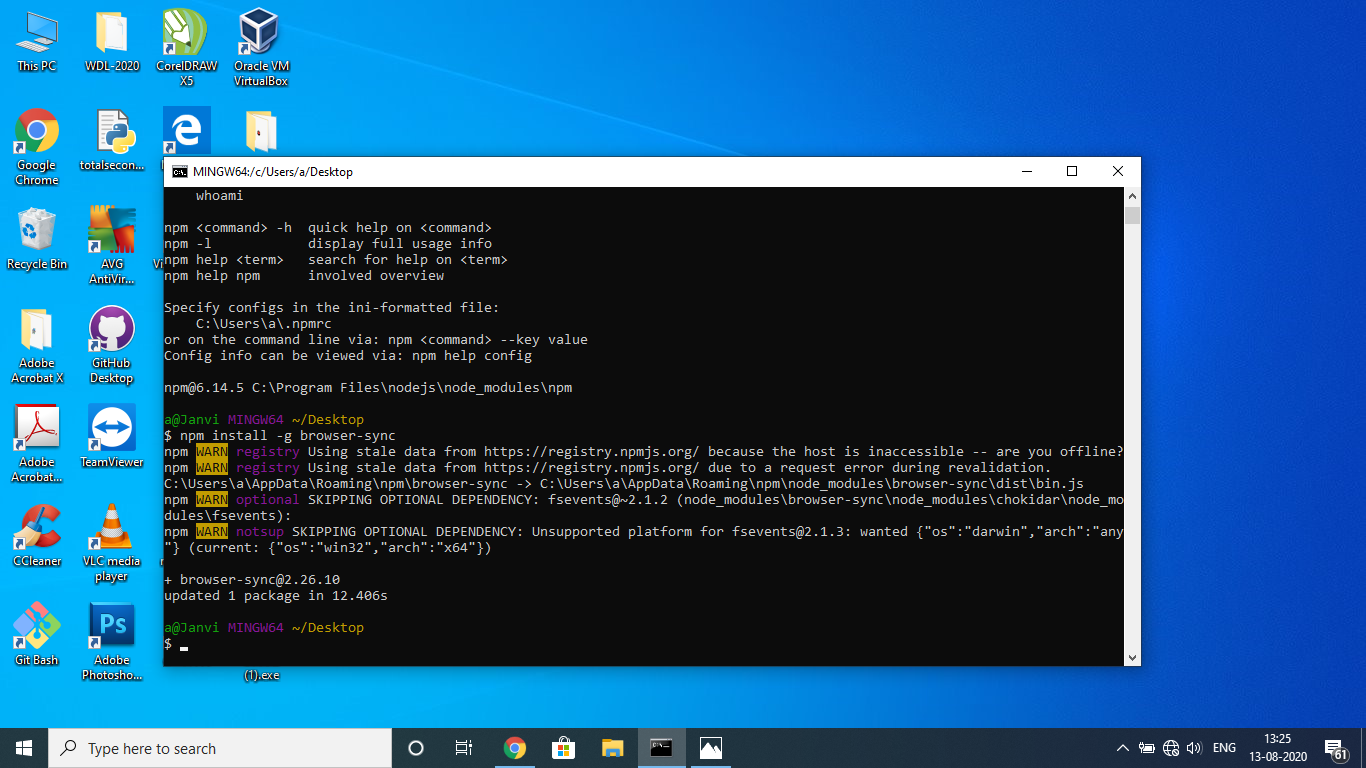 This PC
WDL-2020
CorelDRAW
X5
Oracle VM
VirtualBox
Google
Chrome
totalsecon...
Recycle Bin
AVG
AntiVir...
Adobe
Acrobat X
GitHub
Desktop
Adobe
Acrobat...
TeamViewer
CCleaner
VLC media
player
Git Bash
Ps
Adobe
Photosho...
(1).exe
MINGW64:/c/Users/a/Desktop
whoami
npm <command> -h  quick help on <command>
npm -l            display full usage info
npm help <term>   search for help on <term>
npm help npm      involved overview
Specify configs in the ini-formatted file:
C:\Users\a\.npmrc
or on the command line via: npm <command> --key value
Config info can be viewed via: npm help config
npm@6.14.5 C:\Program Files\nodejs\node_modules\npm
a@Janvi MINGW64 ~/Desktop
$ npm install -g browser-sync
npm WARN registry Using stale data from https://registry.npmjs.org/ because the host is inaccessible -- are you offline?
npm WARN registry Using stale data from https://registry.npmjs.org/ due to a request error during revalidation.
C:\Users\a\AppData\Roaming\npm\browser-sync -> C:\Users\a\AppData\Roaming\npm\node_modules\browser-sync\dist\bin.js
npm WARN optional SKIPPING OPTIONAL DEPENDENCY: fsevents@~2.1.2 (node_modules\browser-sync\node_modules\chokidar\node_mo
dules\fsevents):
npm WARN notsup SKIPPING OPTIONAL DEPENDENCY: Unsupported platform for fsevents@2.1.3: wanted {"os":"darwin","arch":"any
"} (current: {"os":"win32","arch":"x64"})
+ browser-sync@2.26.10
updated 1 package in 12.406s
a@Janvi MINGW64 ~/Desktop
$
Type here to search
ENG
13:25
13-08-2020
61